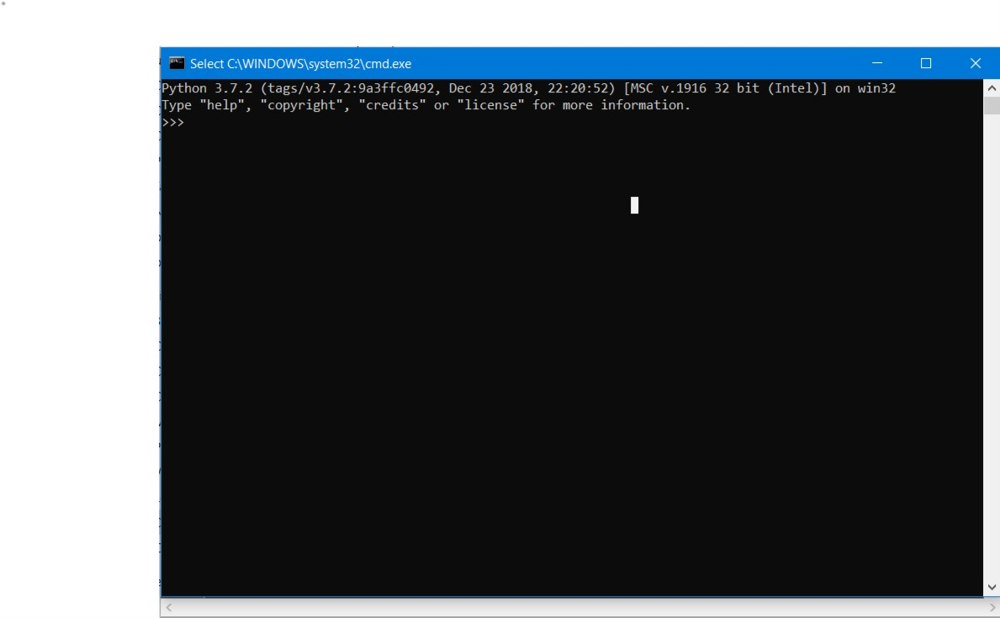 Select C:\WINDOWS\system32\cmd.exe
Python 3.7.2 (tags/v3.7.2:9a3ffc0492, Dec 23 2018, 22:20:52) [MSC v.1916 32 bit (Intel)] on win32
Type "help", "copyright", "credits" or "license" for more information.
>>>